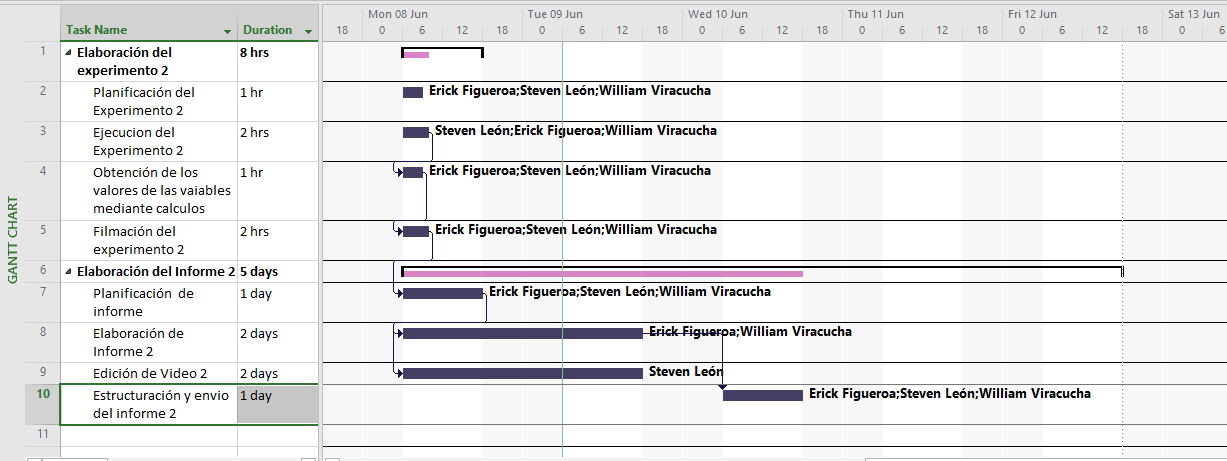 Mon 08 Jun Tue 09 Jun Wed 10 Jun Thu 11 Jun Fri 12 Jun Sat 13 Jun
Task Name Duration 18 0 6 12 18 0 6 12 18 0 6 12 18 0 6 12 18 0 6 12 18 0 6
1 Elaboración del 8 hrs
experimento 2
2 Planificación del 1 hr Erick Figueroa;Steven León;William Viracucha
Experimento 2
3 Ejecucion del 2 hrs Steven León;Erick Figueroa;William Viracucha
Experimento 2
4 Obtención de los 1 hr Erick Figueroa;Steven León;William Viracucha
valores de las vaiables
mediante calculos
5 Filmación del 2 hrs Erick Figueroa;Steven León;William Viracucha
experimento 2
6 Elaboración del Informe 2 5 days
7 Planificación de 1 day Erick Figueroa;Steven León;William Viracucha
informe
8 Elaboración de 2 days Erick Figueroa;William Viracucha
Informe 2
9 Edición de Video 2 2 days Steven León
10 Estructuración y envio 1 day Erick Figueroa;Steven León;William Viracucha
del informe 2
11
GANTT CHART